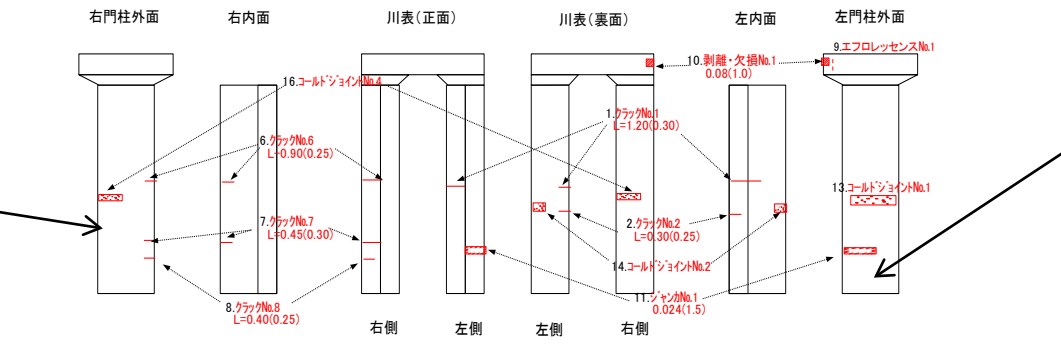 右門柱外面
右内面
川表(正面)
川表(裏面)
左内面
左門柱外面
9.エフロレッセンスNo.1
10.剥離・欠損No.1
0.08(1.0)
16.コールドジョイントNo.4
1.クラックNo.1
L=1.20(0.30)
6.クラックNo.6
L=0.90(0.25)
13.コールドジョイントNo.1
7.クラックNo.7
L=0.45(0.30)
2.クラックNo.2
L=0.30(0.25)
14.コールドジョイントNo.2
11.ジャンカNo.1
0.024(1.5)
8.クラックNo.8
L=0.40(0.25)
右側
左側
左側
右側